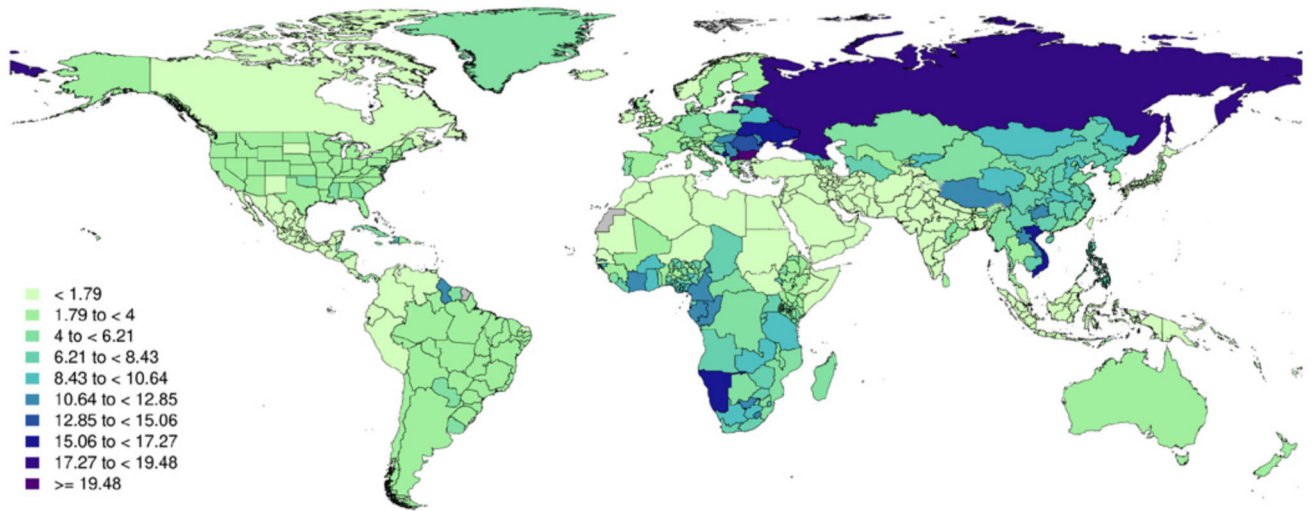 < 1.79
1.79 to < 4
4 to < 6.21
6.21 to < 8.43
8.43 to < 10.64
10.64 to < 12.85
12.85 to < 15.06
15.06 to < 17.27
17.27 to < 19.48
>= 19.48